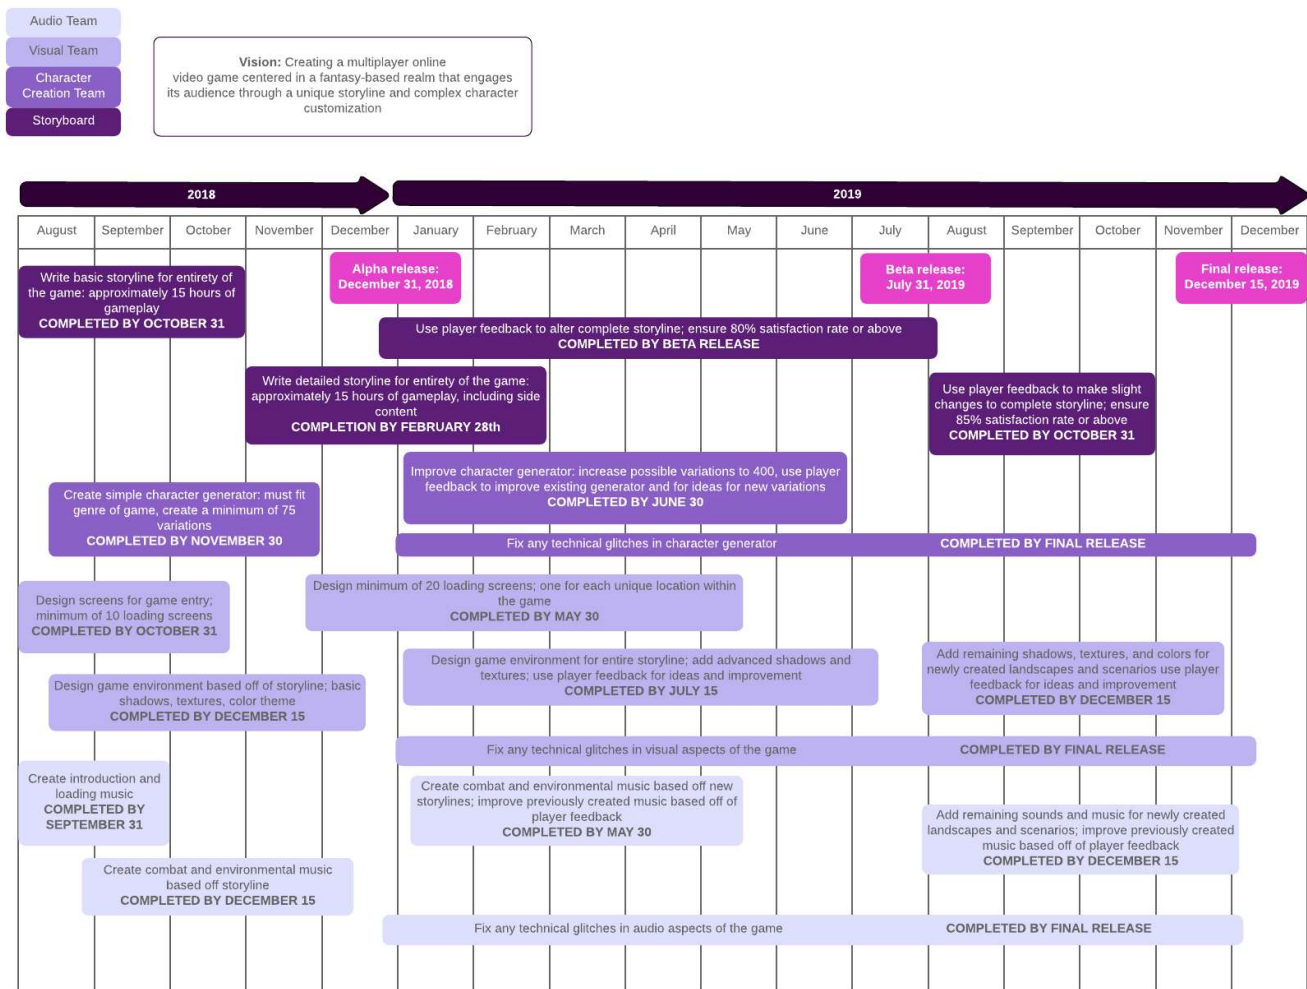 Audio Team
Visual Team
Character
Creation Team
Storyboard
Vision: Creating a multiplayer online
video game centered in a fantasy-based realm that engages
its audience through a unique storyline and complex character
customization
2018
2019
August
September
October
November
December
January
February
March
April
May
June
July
August
September
October
November
December
Write basic storyline for entirety of
the game: approximately 15 hours of
gameplay
COMPLETED BY OCTOBER 31
Alpha release:
December 31, 2018
Beta release:
July 31, 2019
Final release:
December 15, 2019
Use player feedback to alter complete storyline; ensure 80% satisfaction rate or above
COMPLETED BY BETA RELEASE
Write detailed storyline for entirety of the game:
approximately 15 hours of gameplay, including side
content
COMPLETION BY FEBRUARY 28th
Use player feedback to make slight
changes to complete storyline; ensure
85% satisfaction rate or above
COMPLETED BY OCTOBER 31
Improve character generator: increase possible variations to 400, use player
feedback to improve existing generator and for ideas for new variations
COMPLETED BY JUNE 30
Create simple character generator: must fit
genre of game, create a minimum of 75
variations
COMPLETED BY NOVEMBER 30
Fix any technical glitches in character generator
COMPLETED BY FINAL RELEASE
Design minimum of 20 loading screens; one for each unique location within
the game
COMPLETED BY MAY 30
Design screens for game entry;
minimum of 10 loading screens
COMPLETED BY OCTOBER 31
Design game environment for entire storyline; add advanced shadows and
textures; use player feedback for ideas and improvement
COMPLETED BY JULY 15
Add remaining shadows, textures, and colors for
newly created landscapes and scenarios use player
feedback for ideas and improvement
COMPLETED BY DECEMBER 15
Design game environment based off of storyline; basic
shadows, textures, color theme
COMPLETED BY DECEMBER 15
Fix any technical glitches in visual aspects of the game
COMPLETED BY FINAL RELEASE
Create introduction and
loading music
COMPLETED BY
SEPTEMBER 31
Create combat and environmental music based off new
storylines; improve previously created music based off of
player feedback
COMPLETED BY MAY 30
Add remaining sounds and music for newly created
landscapes and scenarios; improve previously created
music based off of player feedback
COMPLETED BY DECEMBER 15
Create combat and environmental music
based off storyline
COMPLETED BY DECEMBER 15
Fix any technical glitches in audio aspects of the game
COMPLETED BY FINAL RELEASE